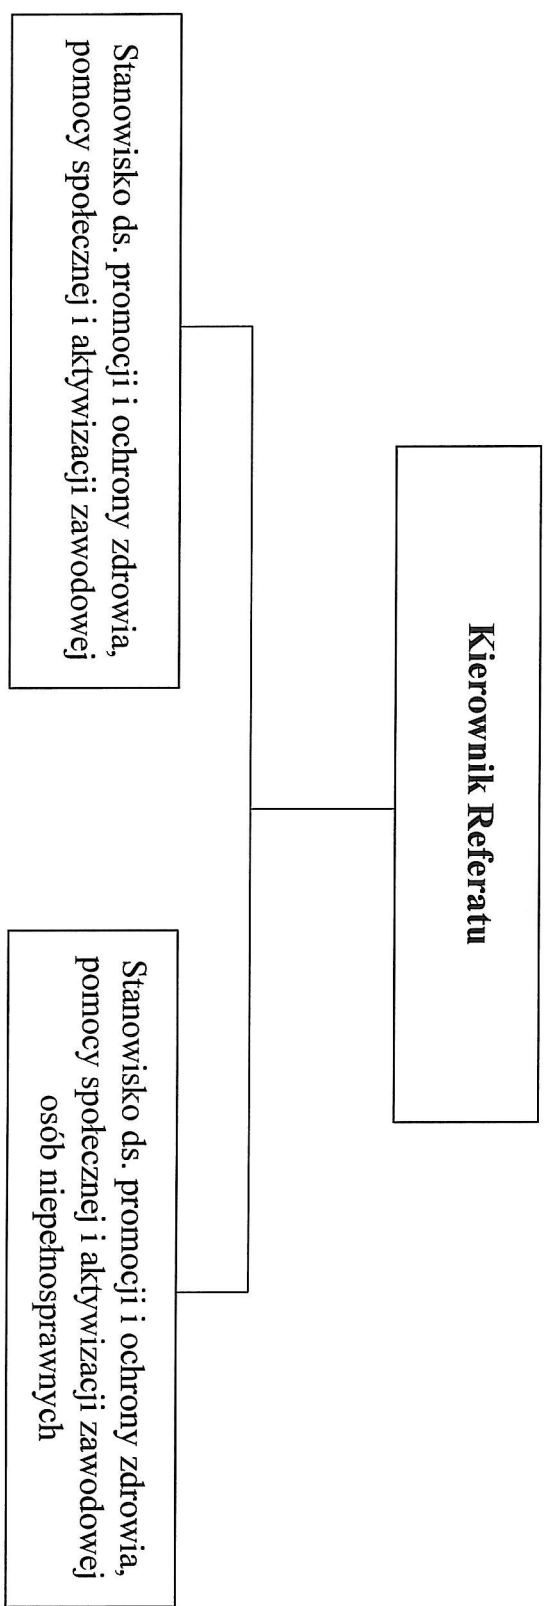 Kierownik Referatu
Stanowisko ds. promocji i ochrony zdrowia,
pomocy społecznej i aktywizacji zawodowej
Stanowisko ds. promocji i ochrony zdrowia,
pomocy społecznej i aktywizacji zawodowej
osób niepełnosprawnych